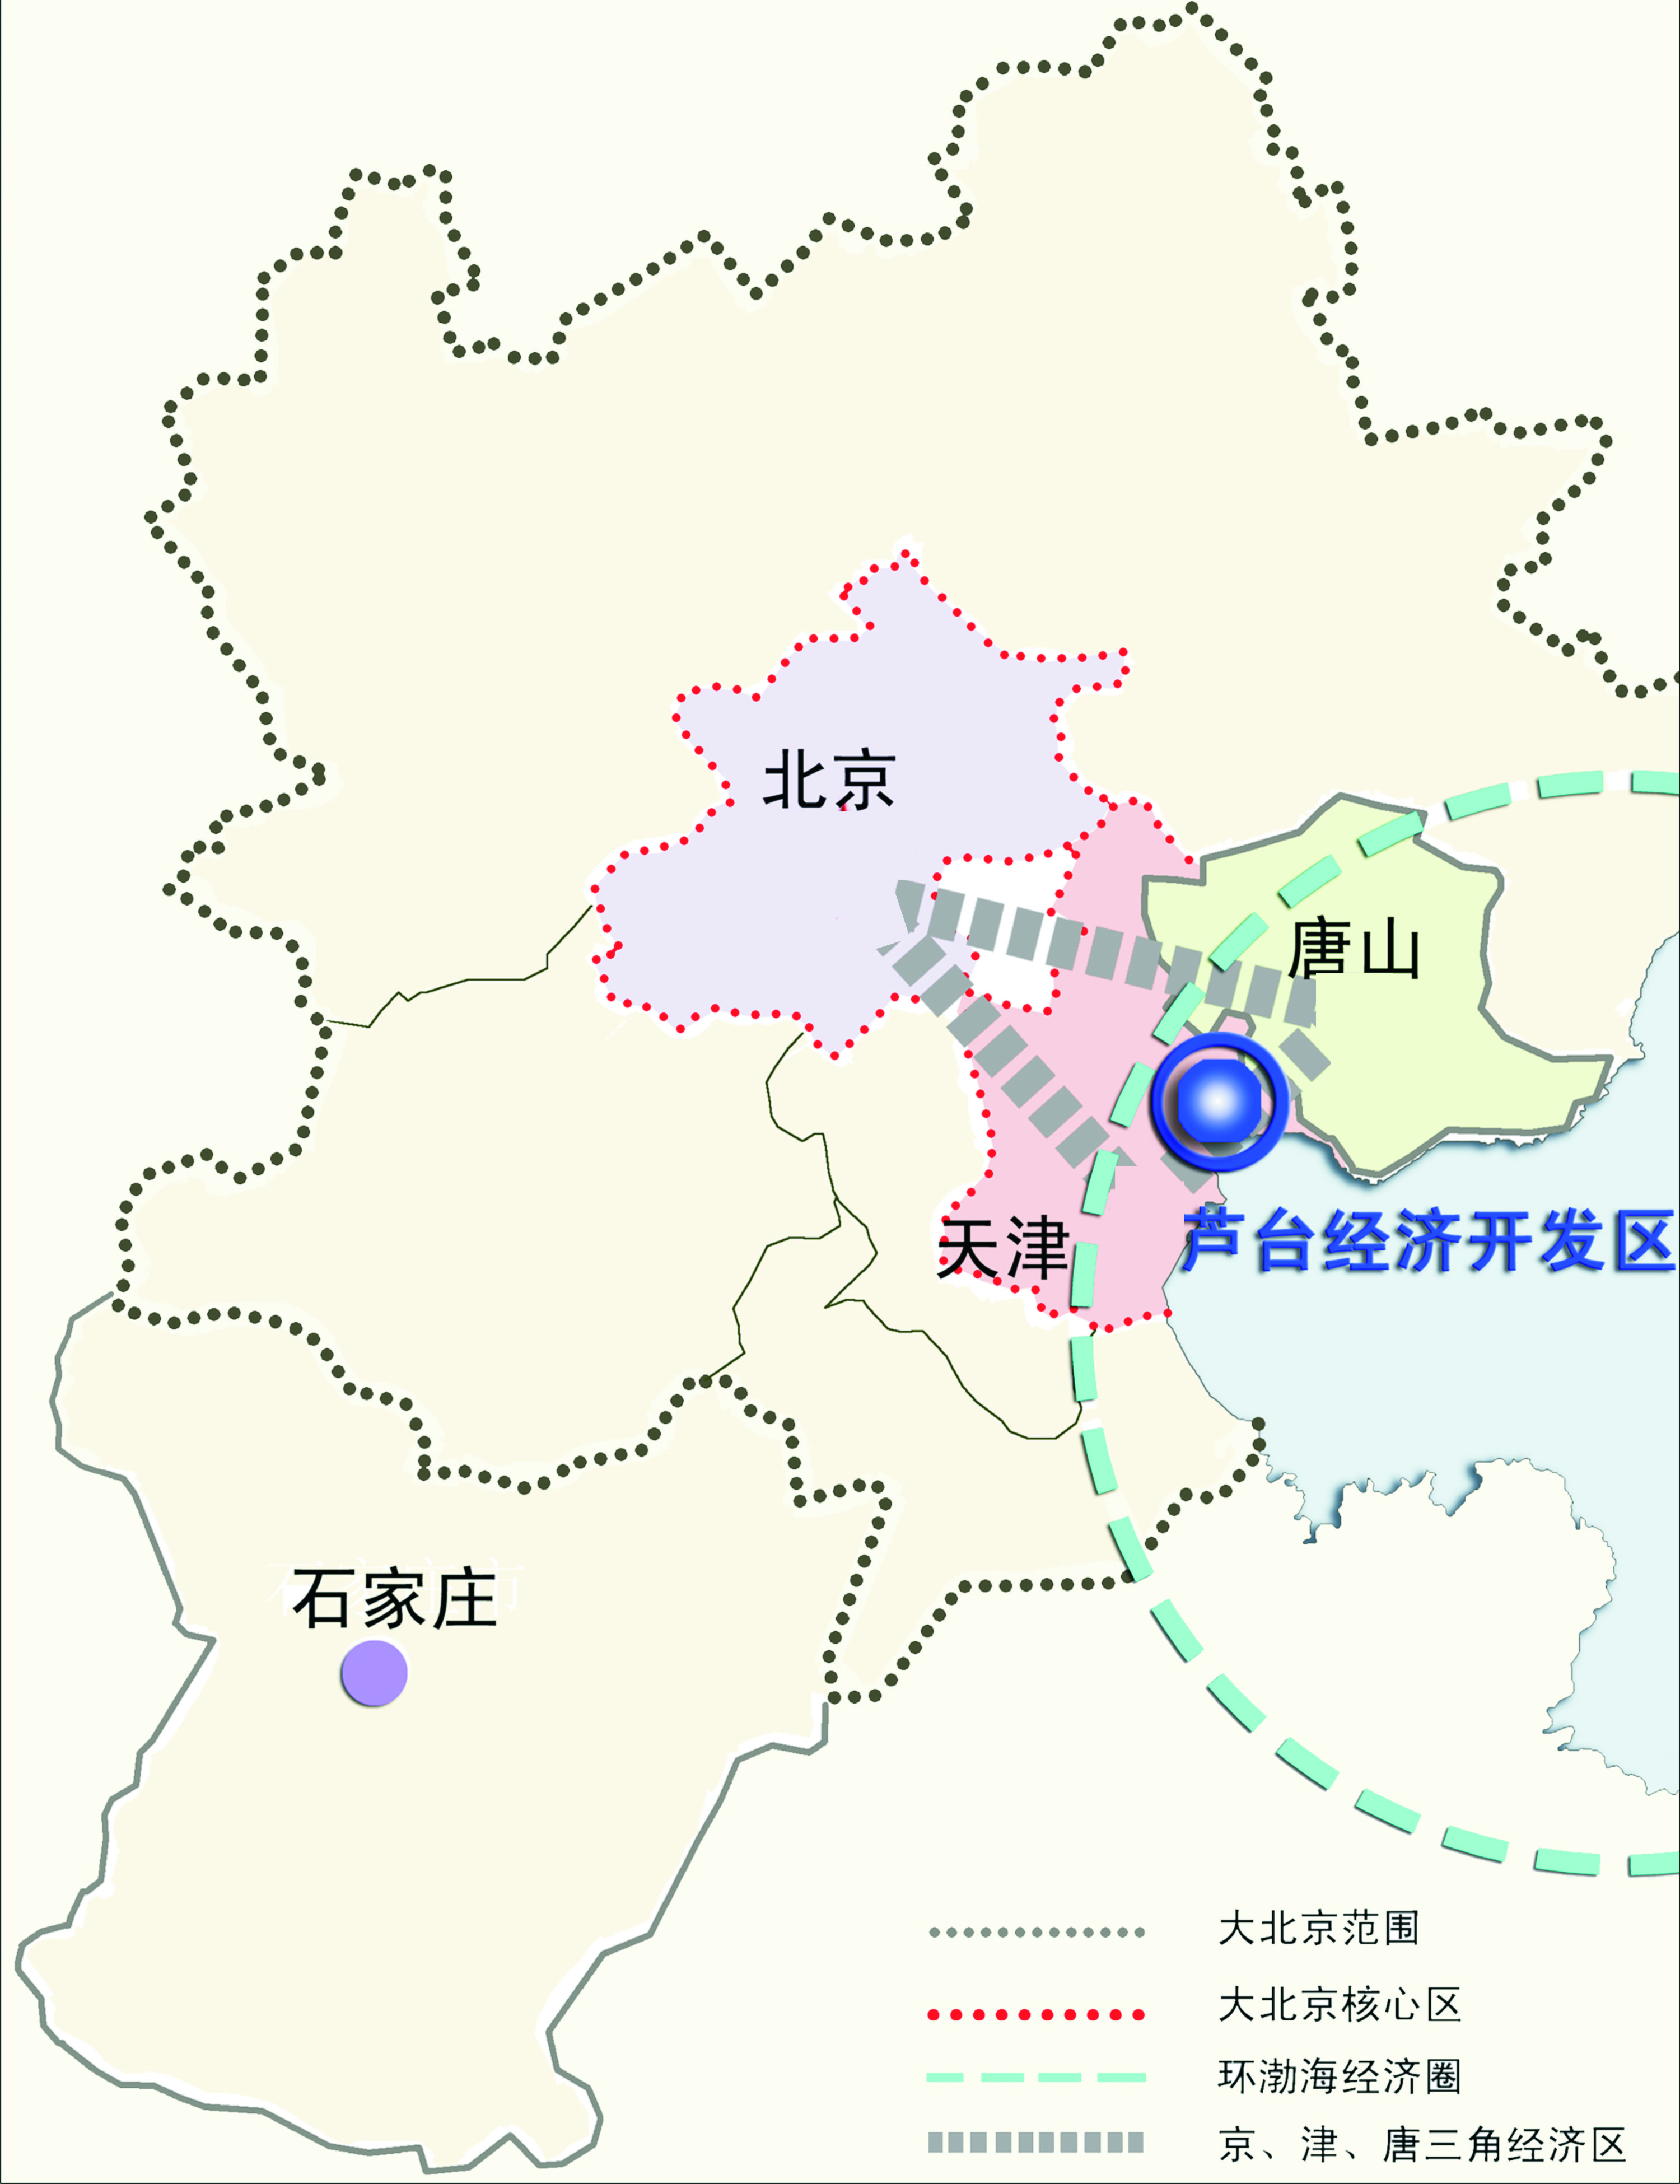 北京
唐山
天津
芦台经济开发区
石家庄
大北京范围
大北京核心区
环渤海经济圈
京、津、唐三角经济区